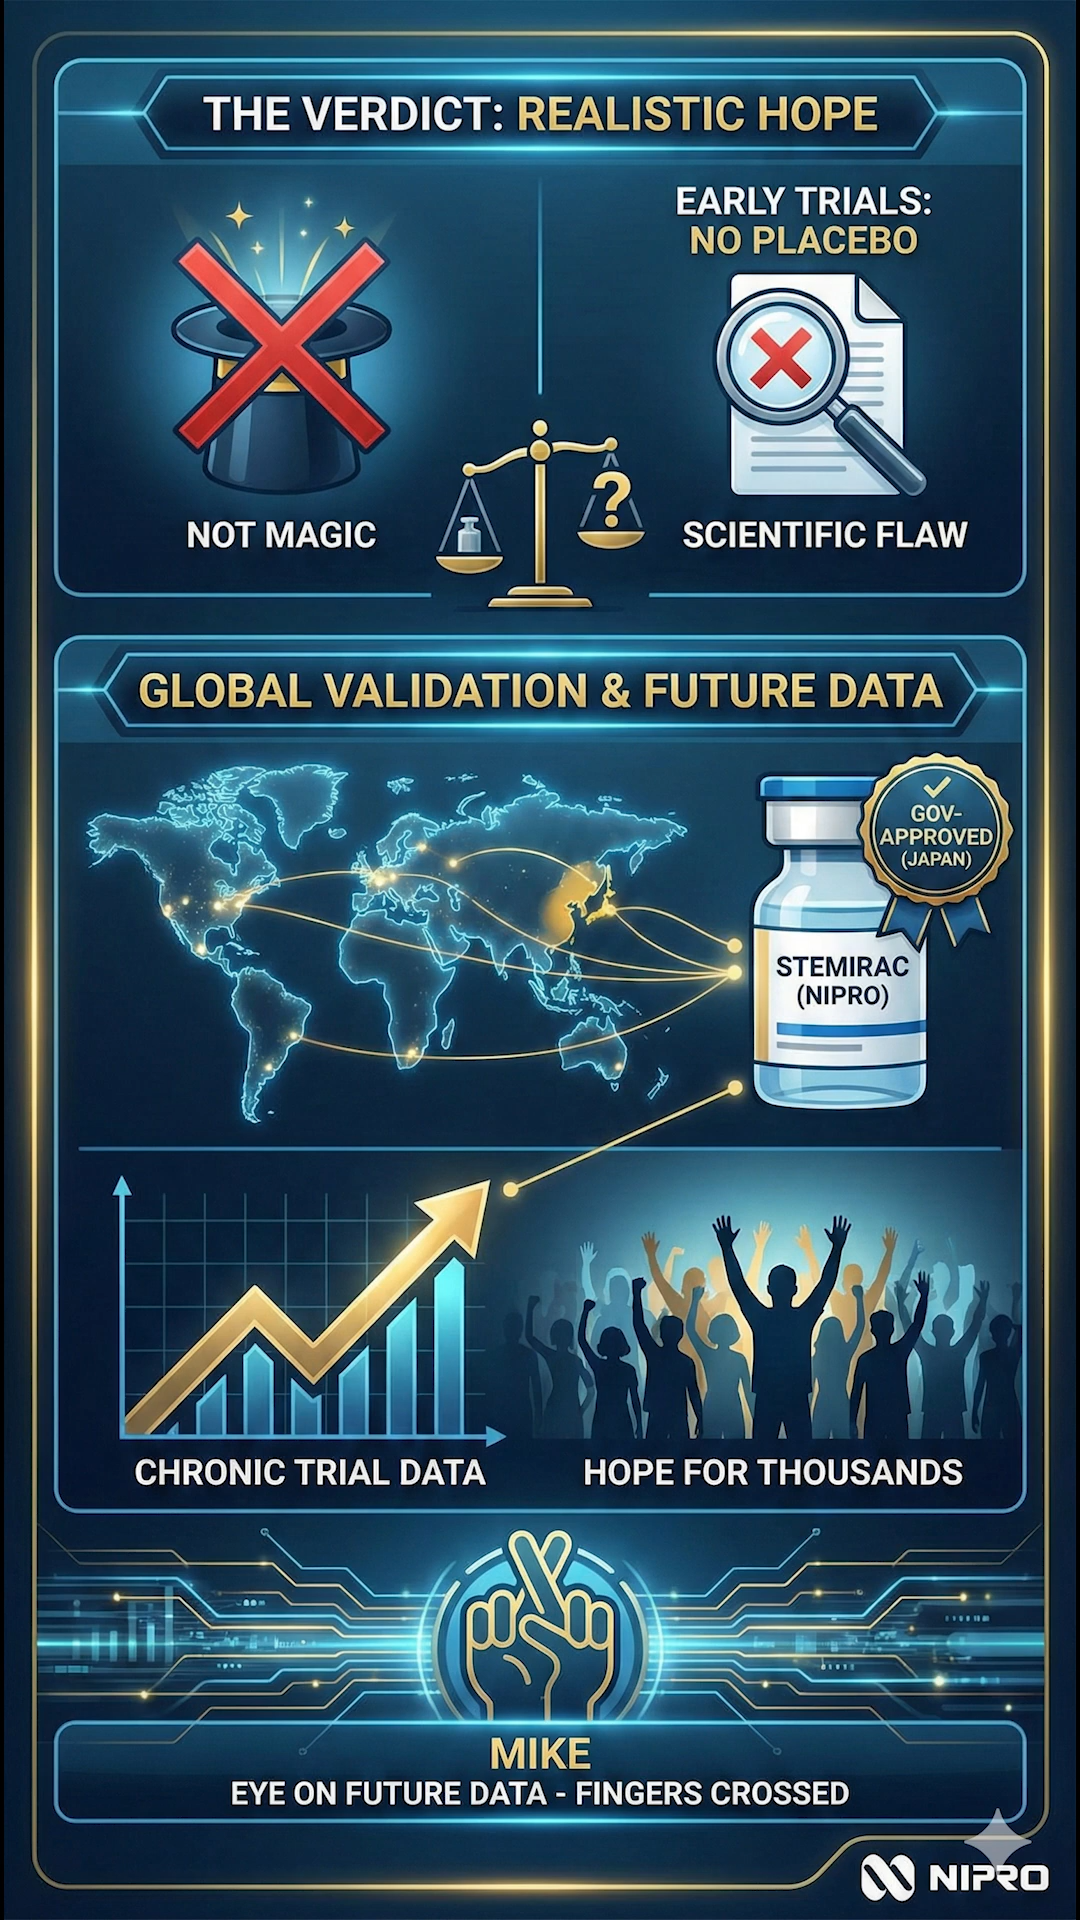 THE VERDICT: REALISTIC HOPE
EARLY TRIALS:
NO PLACEBO
?
NOT MAGIC
SCIENTIFIC FLAW
GLOBAL VALIDATION & FUTURE DATA
GOV-
APPROVED
(JAPAN)
STEMIRAC
(NIPRO)
CHRONIC TRIAL DATA
HOPE FOR THOUSANDS
MIKE
EYE ON FUTURE DATA - FINGERS CROSSED
NIPRO